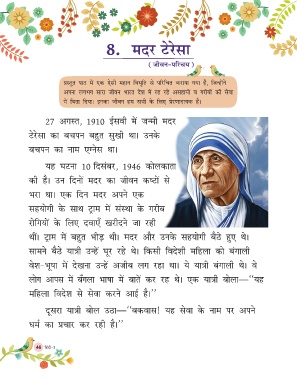 8. मदर टेरेसा
(जीवन-परिचय)
प्रस्तुत पाठ में एक ऐसी महान विभूति से परिचित कराया गया है, जिन्होंने
अपना लगभग सारा जीवन भारत देश में रह रहे असहायों व गरीबों की सेवा
में बिता दिया। इनका जीवन हम सभी के लिए प्रेरणादायक है।
27 अगस्त, 1910 ईसवी में जन्मी मदर
टेरेसा का बचपन बहुत सुखी था। उनके
बचपन का नाम एग्नेस था।
यह घटना 10 दिसंबर, 1946 कोलकाता
की है। उन दिनों मदर का जीवन कष्टों से
भरा था। एक दिन मदर अपने एक
सहयोगी के साथ ट्राम में संस्था के गरीब
रोगियों के लिए दवाएँ खरीदने जा रही
थीं। ट्राम में बहुत भीड़ थी। मदर और उनके सहयोगी बैठे हुए थे।
सामने बैठे यात्री उन्हें घूर रहे थे। किसी विदेशी महिला को बंगाली
वेश-भूषा में देखना उन्हें अजीब लग रहा था। ये यात्री बंगाली थे। वे
लोग आपस में बँगला भाषा में बातें कर रहे थे। एक यात्री बोला—“यह
महिला विदेश से सेवा करने आई हैं।”
दूसरा यात्री बोल उठा—“बकवास! यह सेवा के नाम पर अपने
धर्म का प्रचार कर रही हैं।”
46 हिंदी-3